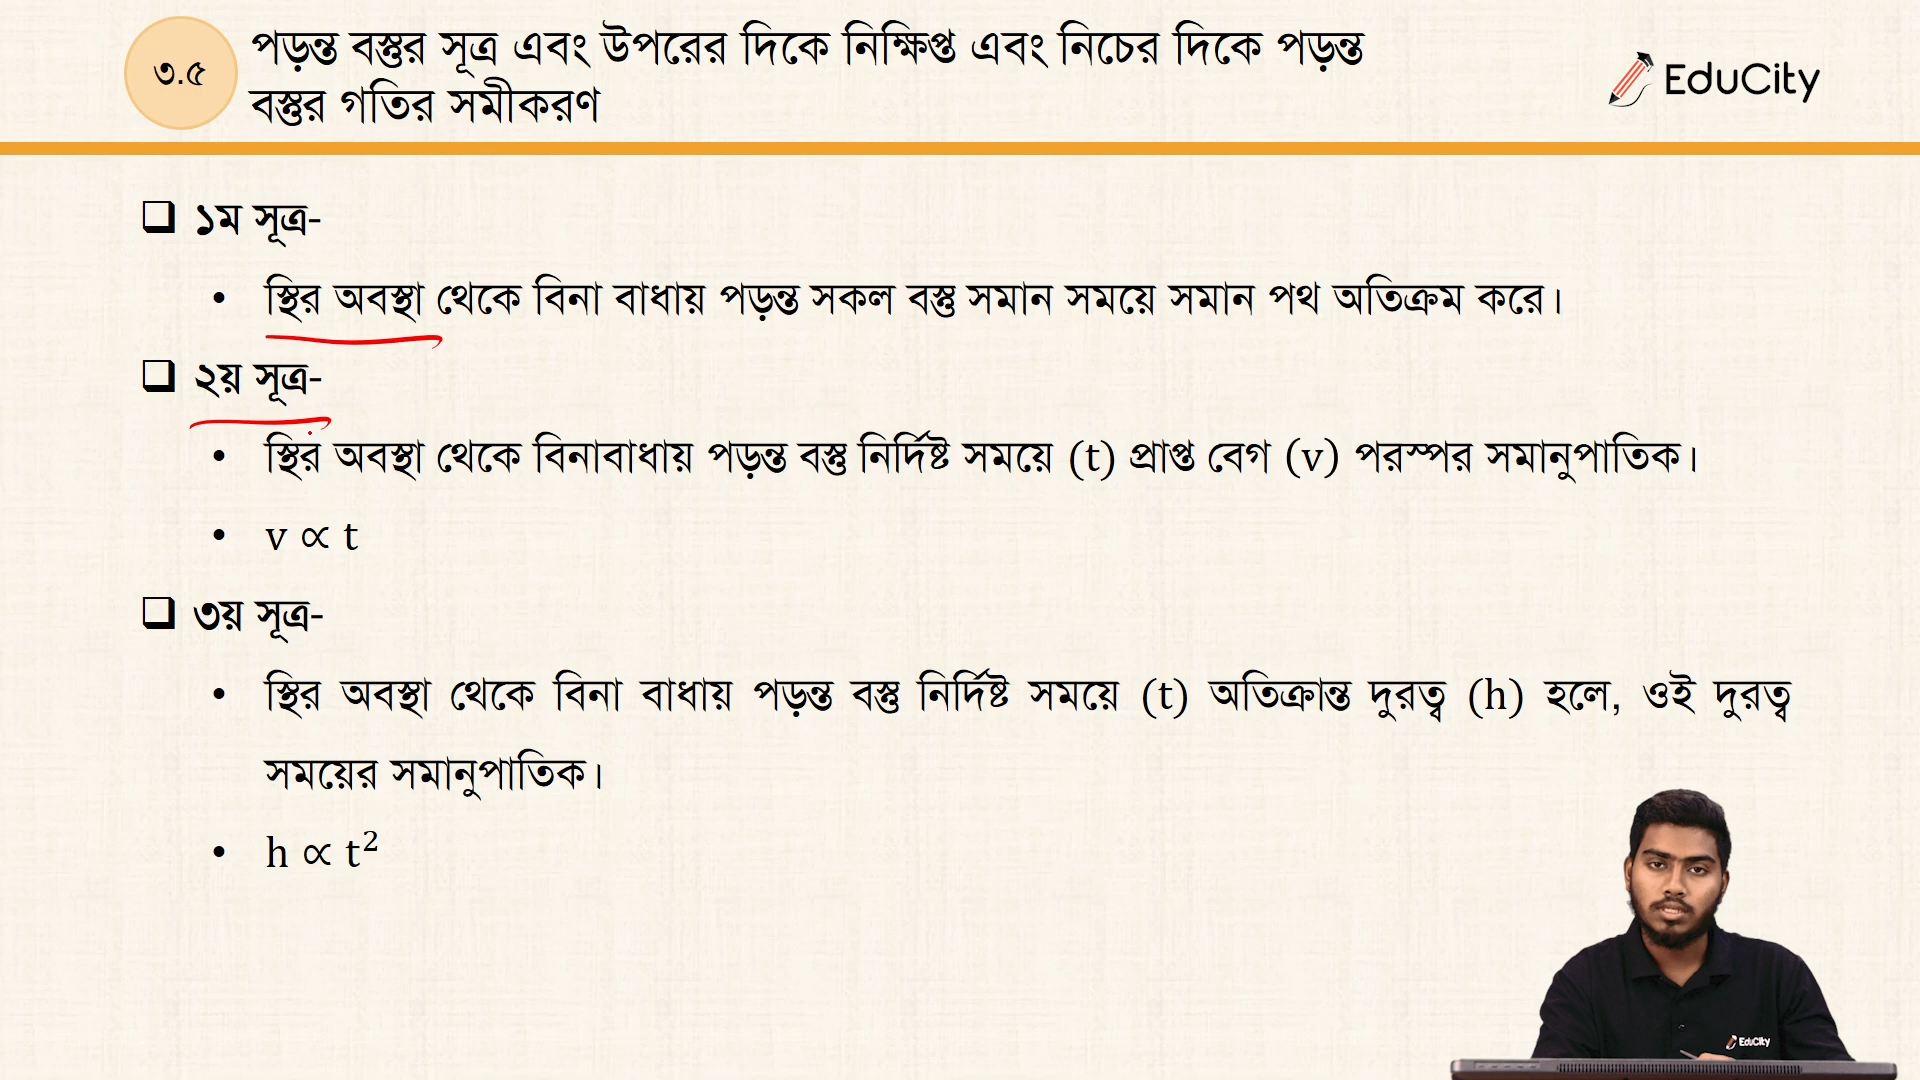 ৩.৫
পড়ন্ত বস্তুর সূত্র এবং উপরের দিকে নিক্ষিপ্ত এবং নিচের দিকে পড়ন্ত
বস্তুর গতির সমীকরণ
EduCity
১ম সূত্র-
• স্থির অবস্থা থেকে বিনা বাধায় পড়ন্ত সকল বস্তু সমান সময়ে সমান পথ অতিক্রম করে।
২য় সূত্র-
• স্থির অবস্থা থেকে বিনাবাধায় পড়ন্ত বস্তু নির্দিষ্ট সময়ে (t) প্রাপ্ত বেগ (v) পরস্পর সমানুপাতিক।
• v ∝ t
৩য় সূত্র-
• স্থির অবস্থা থেকে বিনা বাধায় পড়ন্ত বস্তু নির্দিষ্ট সময়ে (t) অতিক্রান্ত দুরত্ব (h) হলে, ওই দুরত্ব
সময়ের সমানুপাতিক।
• h ∝ t²
EduCity